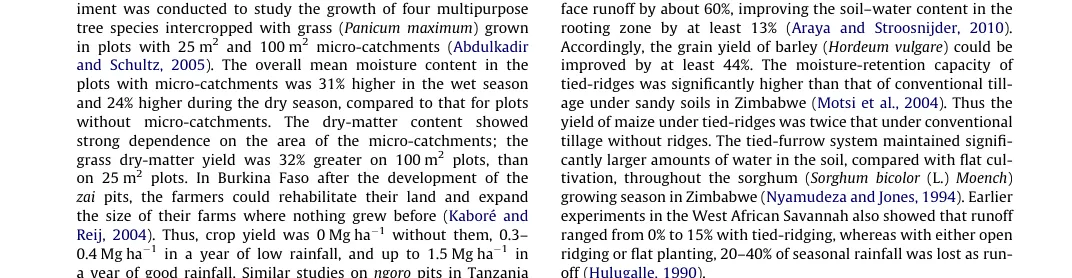 iment was conducted to study the growth of four multipurpose
tree species intercropped with grass (Panicum maximum) grown
in plots with 25 m² and 100 m² micro-catchments (Abdulkadir
and Schultz, 2005). The overall mean moisture content in the
plots with micro-catchments was 31% higher in the wet season
and 24% higher during the dry season, compared to that for plots
without micro-catchments. The dry-matter content showed
strong dependence on the area of the micro-catchments; the
grass dry-matter yield was 32% greater on 100 m² plots, than
on 25 m² plots. In Burkina Faso after the development of the
zai pits, the farmers could rehabilitate their land and expand
the size of their farms where nothing grew before (Kaboré and
Reij, 2004). Thus, crop yield was 0 Mg ha⁻¹ without them, 0.3–
0.4 Mg ha⁻¹ in a year of low rainfall, and up to 1.5 Mg ha⁻¹ in
a year of good rainfall. Similar studies on ngoro pits in Tanzania
face runoff by about 60%, improving the soil–water content in the
rooting zone by at least 13% (Araya and Stroosnijder, 2010).
Accordingly, the grain yield of barley (Hordeum vulgare) could be
improved by at least 44%. The moisture-retention capacity of
tied-ridges was significantly higher than that of conventional till-
age under sandy soils in Zimbabwe (Motsi et al., 2004). Thus the
yield of maize under tied-ridges was twice that under conventional
tillage without ridges. The tied-furrow system maintained signifi-
cantly larger amounts of water in the soil, compared with flat cul-
tivation, throughout the sorghum (Sorghum bicolor (L.) Moench)
growing season in Zimbabwe (Nyamudeza and Jones, 1994). Earlier
experiments in the West African Savannah also showed that runoff
ranged from 0% to 15% with tied-ridging, whereas with either open
ridging or flat planting, 20–40% of seasonal rainfall was lost as run-
off (Hulugalle, 1990).